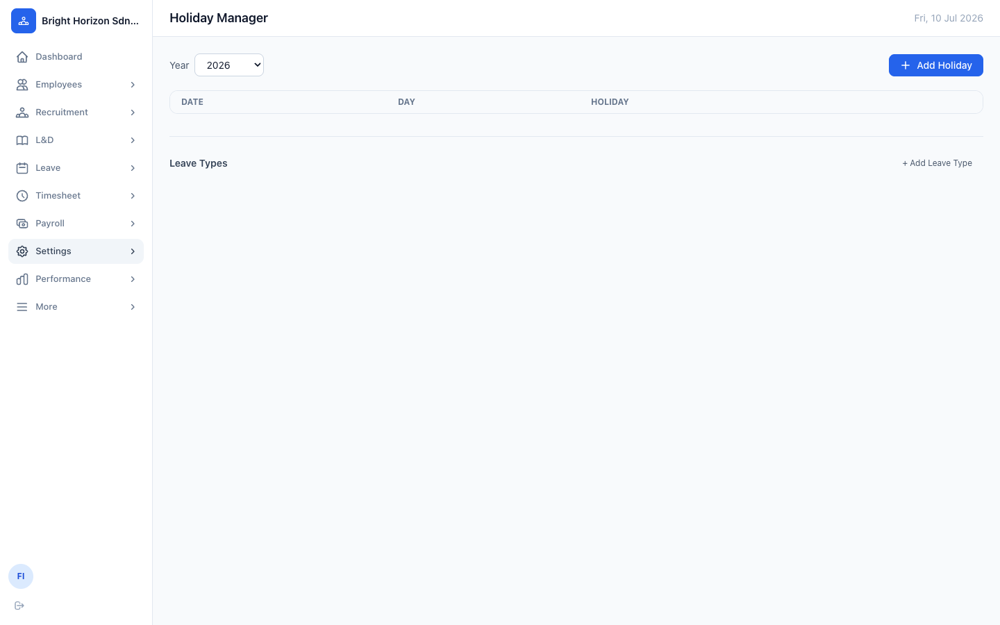 Bright Horizon Sdn...
Dashboard
Employees
Recruitment
L&D
Leave
Timesheet
Payroll
Settings
Performance
More
FI
Holiday Manager
Fri, 10 Jul 2026
Year 2026
Add Holiday
DATE DAY HOLIDAY
Leave Types
+ Add Leave Type